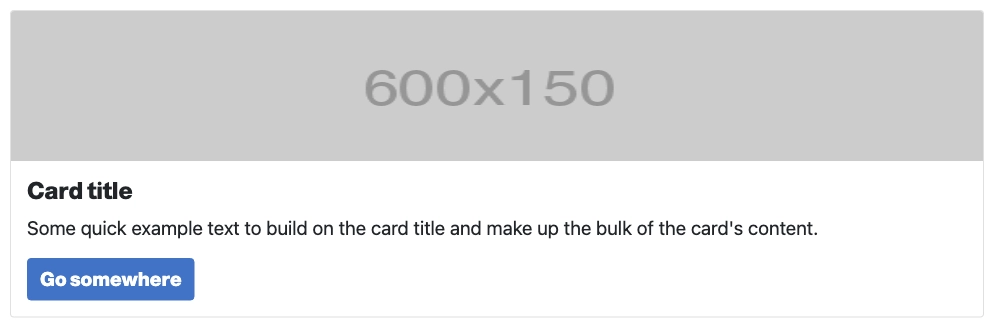 600x150
Card title
Some quick example text to build on the card title and make up the bulk of the card's content.
Go somewhere